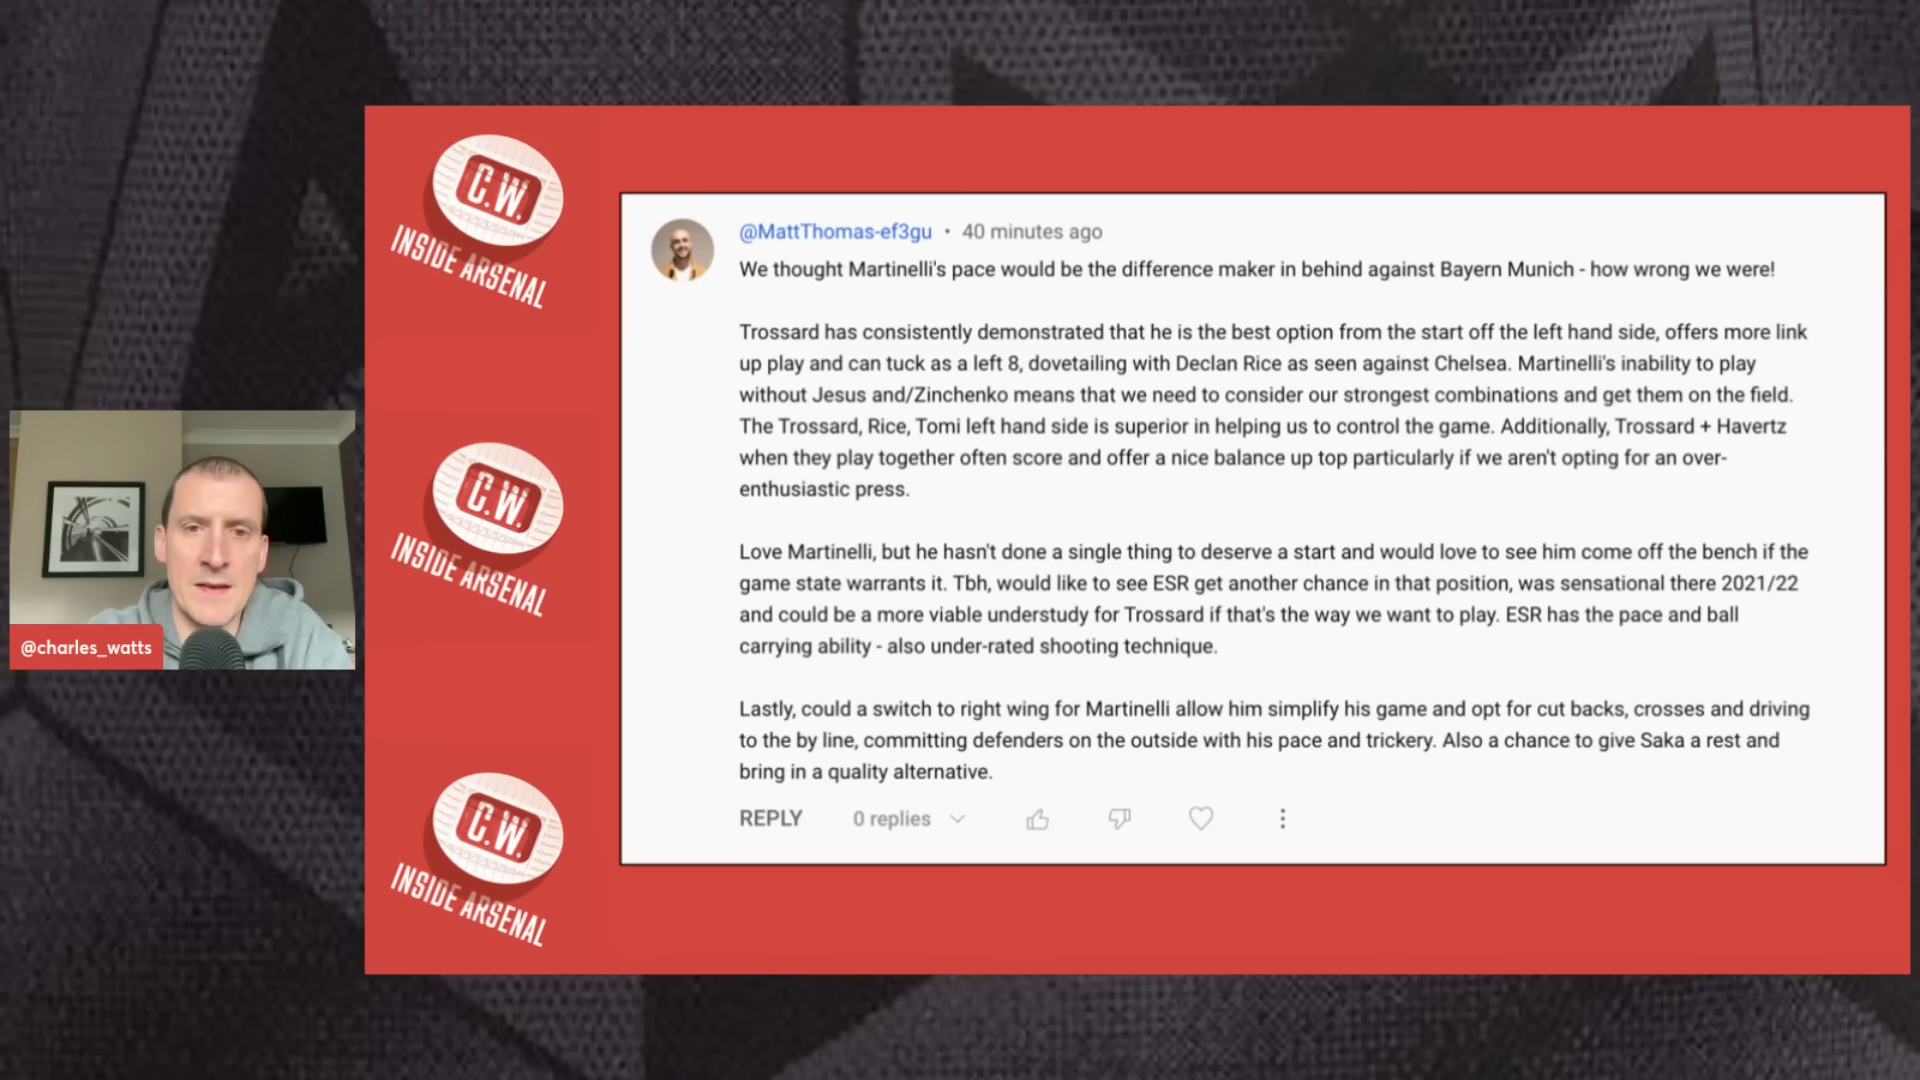 C.W.
INSIDE ARSENAL
C.W.
INSIDE ARSENAL
C.W.
INSIDE ARSENAL
@charles_watts
@MattThomas-ef3gu • 40 minutes ago
We thought Martinelli's pace would be the difference maker in behind against Bayern Munich - how wrong we were!
Trossard has consistently demonstrated that he is the best option from the start off the left hand side, offers more link
up play and can tuck as a left 8, dovetailing with Declan Rice as seen against Chelsea. Martinelli's inability to play
without Jesus and/Zinchenko means that we need to consider our strongest combinations and get them on the field.
The Trossard, Rice, Tomi left hand side is superior in helping us to control the game. Additionally, Trossard + Havertz
when they play together often score and offer a nice balance up top particularly if we aren't opting for an over-
enthusiastic press.
Love Martinelli, but he hasn't done a single thing to deserve a start and would love to see him come off the bench if the
game state warrants it. Tbh, would like to see ESR get another chance in that position, was sensational there 2021/22
and could be a more viable understudy for Trossard if that's the way we want to play. ESR has the pace and ball
carrying ability - also under-rated shooting technique.
Lastly, could a switch to right wing for Martinelli allow him simplify his game and opt for cut backs, crosses and driving
to the by line, committing defenders on the outside with his pace and trickery. Also a chance to give Saka a rest and
bring in a quality alternative.
REPLY 0 replies